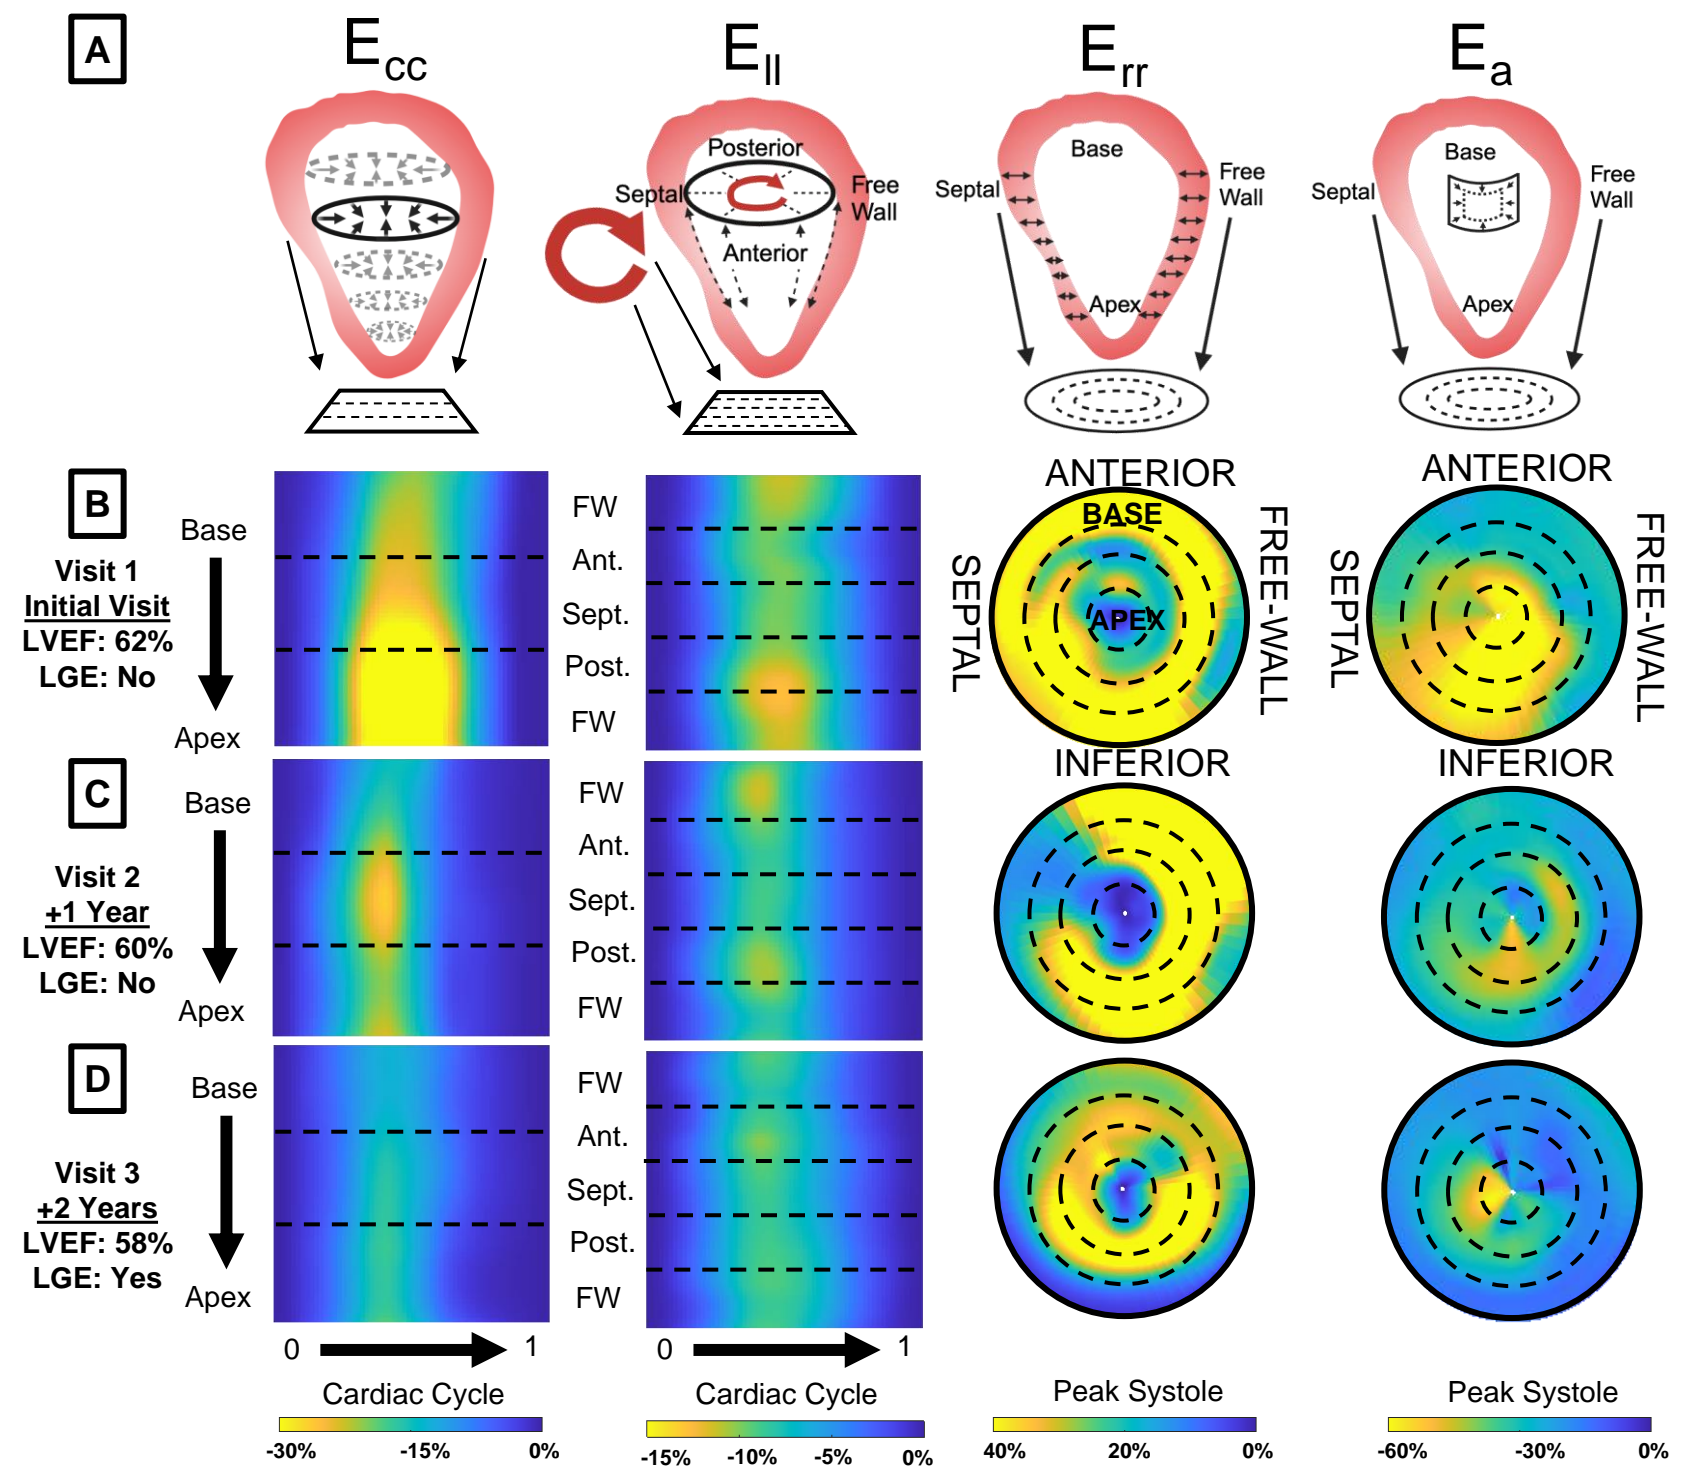 A
Ecc
Ell
Err
Ea
Posterior
Septal
Free
Wall
Anterior
Base
Septal
Free
Wall
Apex
Base
Septal
Free
Wall
Apex
B
Visit 1
Initial Visit
LVEF: 62%
LGE: No
Base
Apex
FW
Ant.
Sept.
Post.
FW
ANTERIOR
BASE
APEX
SEPTAL
FREE-WALL
INFERIOR
ANTERIOR
SEPTAL
FREE-WALL
INFERIOR
C
Visit 2
+1 Year
LVEF: 60%
LGE: No
Base
Apex
FW
Ant.
Sept.
Post.
FW
D
Visit 3
+2 Years
LVEF: 58%
LGE: Yes
Base
Apex
FW
Ant.
Sept.
Post.
FW
0 1
Cardiac Cycle
-30% -15% 0%
0 1
Cardiac Cycle
-15% -10% -5% 0%
Peak Systole
40% 20% 0%
Peak Systole
-60% -30% 0%